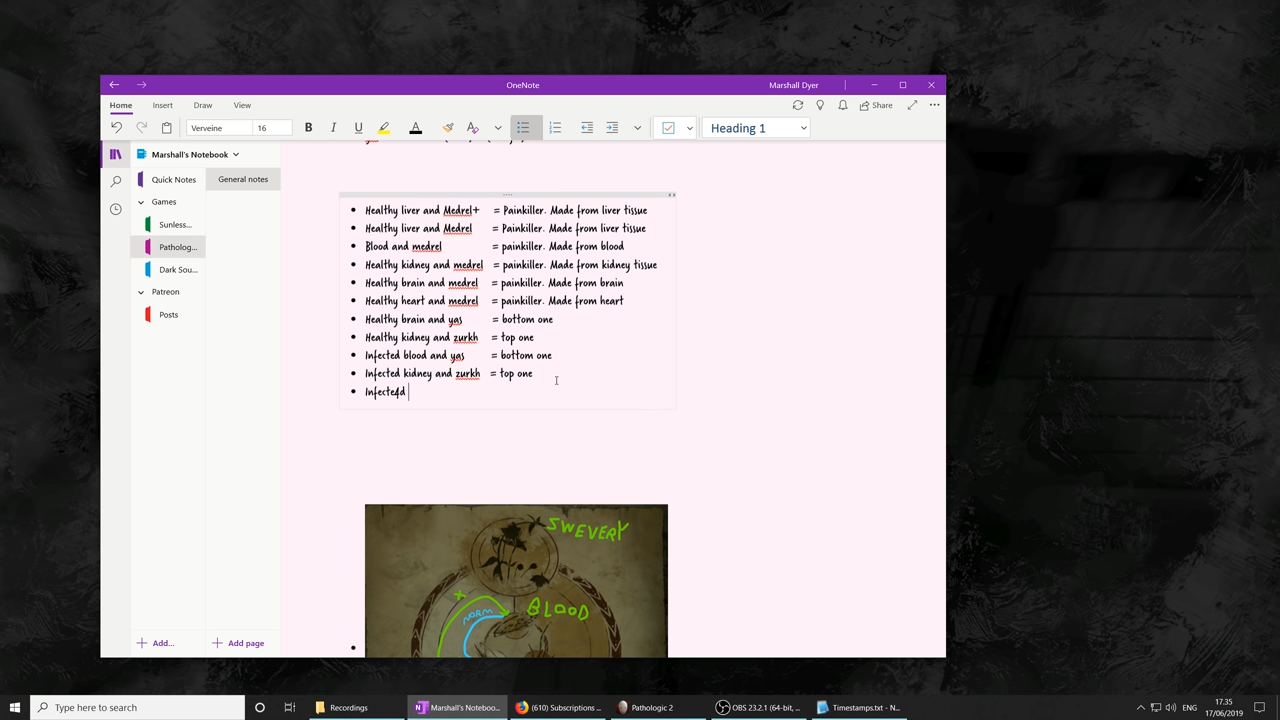 OneNote
Marshall Dyer
Home
Insert
Draw
View
Share
Verveine
16
B
I
U
A
Heading 1
Marshall's Notebook
Quick Notes
General notes
Games
Sunless...
Patholog...
Dark Sou...
Patreon
Posts
Healthy liver and Medrel+ = Painkiller. Made from liver tissue
Healthy liver and Medrel = Painkiller. Made from liver tissue
Blood and medrel = painkiller. Made from blood
Healthy kidney and medrel = painkiller. Made from kidney tissue
Healthy brain and medrel = painkiller. Made from brain
Healthy heart and medrel = painkiller. Made from heart
Healthy brain and yas = bottom one
Healthy kidney and zurkh = top one
Infected blood and yas = bottom one
Infected kidney and zurkh = top one
Infecte4d
SWEVERY
BLOOD
+
NORM
Add...
Add page
Type here to search
Recordings
Marshall's Noteboo...
(610) Subscriptions ...
Pathologic 2
OBS 23.2.1 (64-bit, ...
Timestamps.txt - N...
ENG
17.35
17/06/2019